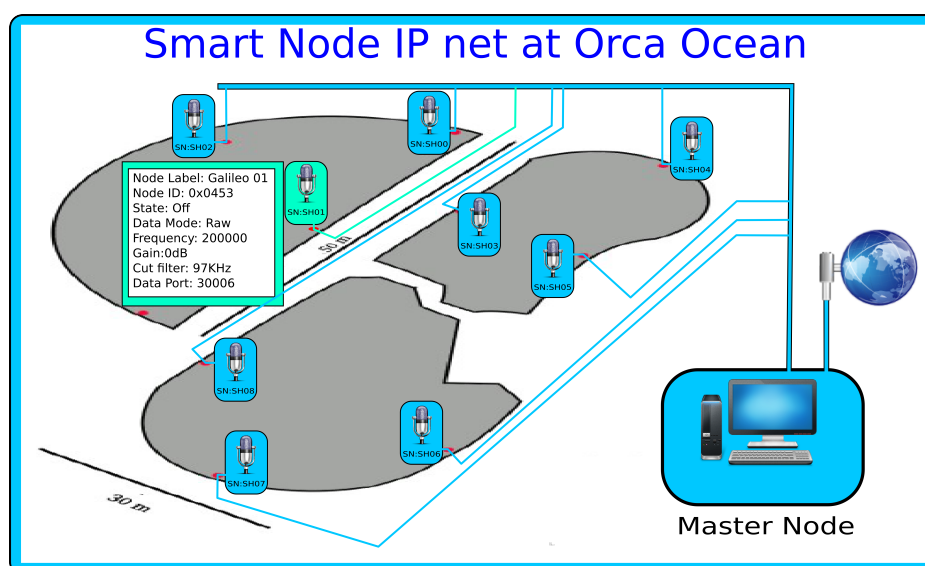 Smart Node IP net at Orca Ocean
SN:SH02
SN:SH00
SN:SH04
Node Label: Galileo 01
Node ID: 0x0453
State: Off
Data Mode: Raw
Frequency: 200000
Gain:0dB
Cut filter: 97KHz
Data Port: 30006
SN:SH01
SN:SH03
50 m
SN:SH05
SN:SH08
SN:SH06
SN:SH07
30 m
Master Node